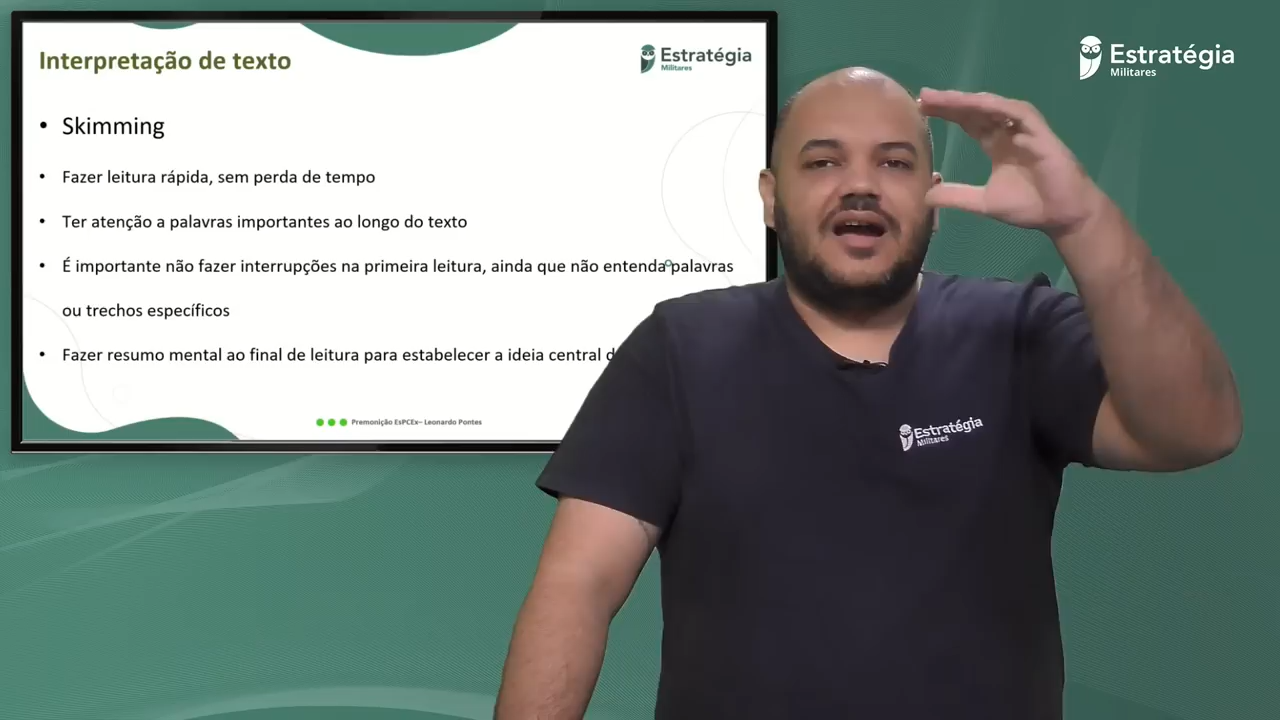 Interpretação de texto
Estratégia
Militares
• Skimming
• Fazer leitura rápida, sem perda de tempo
• Ter atenção a palavras importantes ao longo do texto
• É importante não fazer interrupções na primeira leitura, ainda que não entenda palavras
ou trechos específicos
• Fazer resumo mental ao final de leitura para estabelecer a ideia central
Premonição EsPCEx– Leonardo Pontes
Estratégia
Militares
Estratégia
Militares